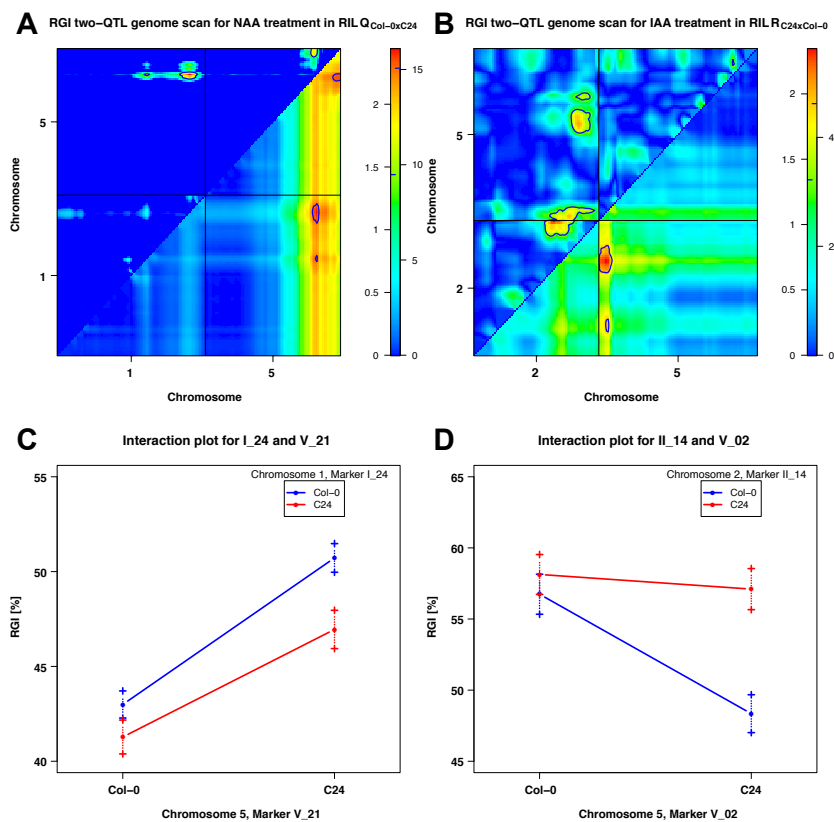 A RGI two-QTL genome scan for NAA treatment in RIL Q Col-0xC24
B RGI two-QTL genome scan for IAA treatment in RIL R C24xCol-0
Chromosome
5
1
1
5
Chromosome
2
1.5
1
0.5
0
15
10
5
0
Chromosome
5
2
2
5
Chromosome
2
1.5
1
0.5
0
4
2
0
C
Interaction plot for I_24 and V_21
Chromosome 1, Marker I_24
Col-0
C24
RGI [%]
55
50
45
40
Col-0
C24
Chromosome 5, Marker V_21
D
Interaction plot for II_14 and V_02
Chromosome 2, Marker II_14
Col-0
C24
RGI [%]
65
60
55
50
45
Col-0
C24
Chromosome 5, Marker V_02